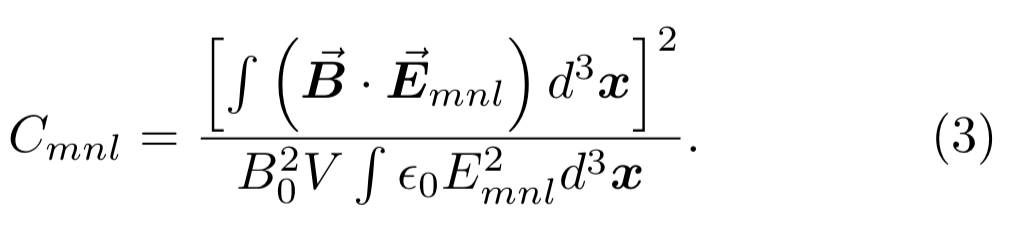 C_{mnl} = \frac{\left[\int \left(\vec{\boldsymbol{B}} \cdot \vec{\boldsymbol{E}}_{mnl}\right) d^3\boldsymbol{x}\right]^2}{B_0^2 V \int \epsilon_0 E_{mnl}^2 d^3\boldsymbol{x}}. (3)